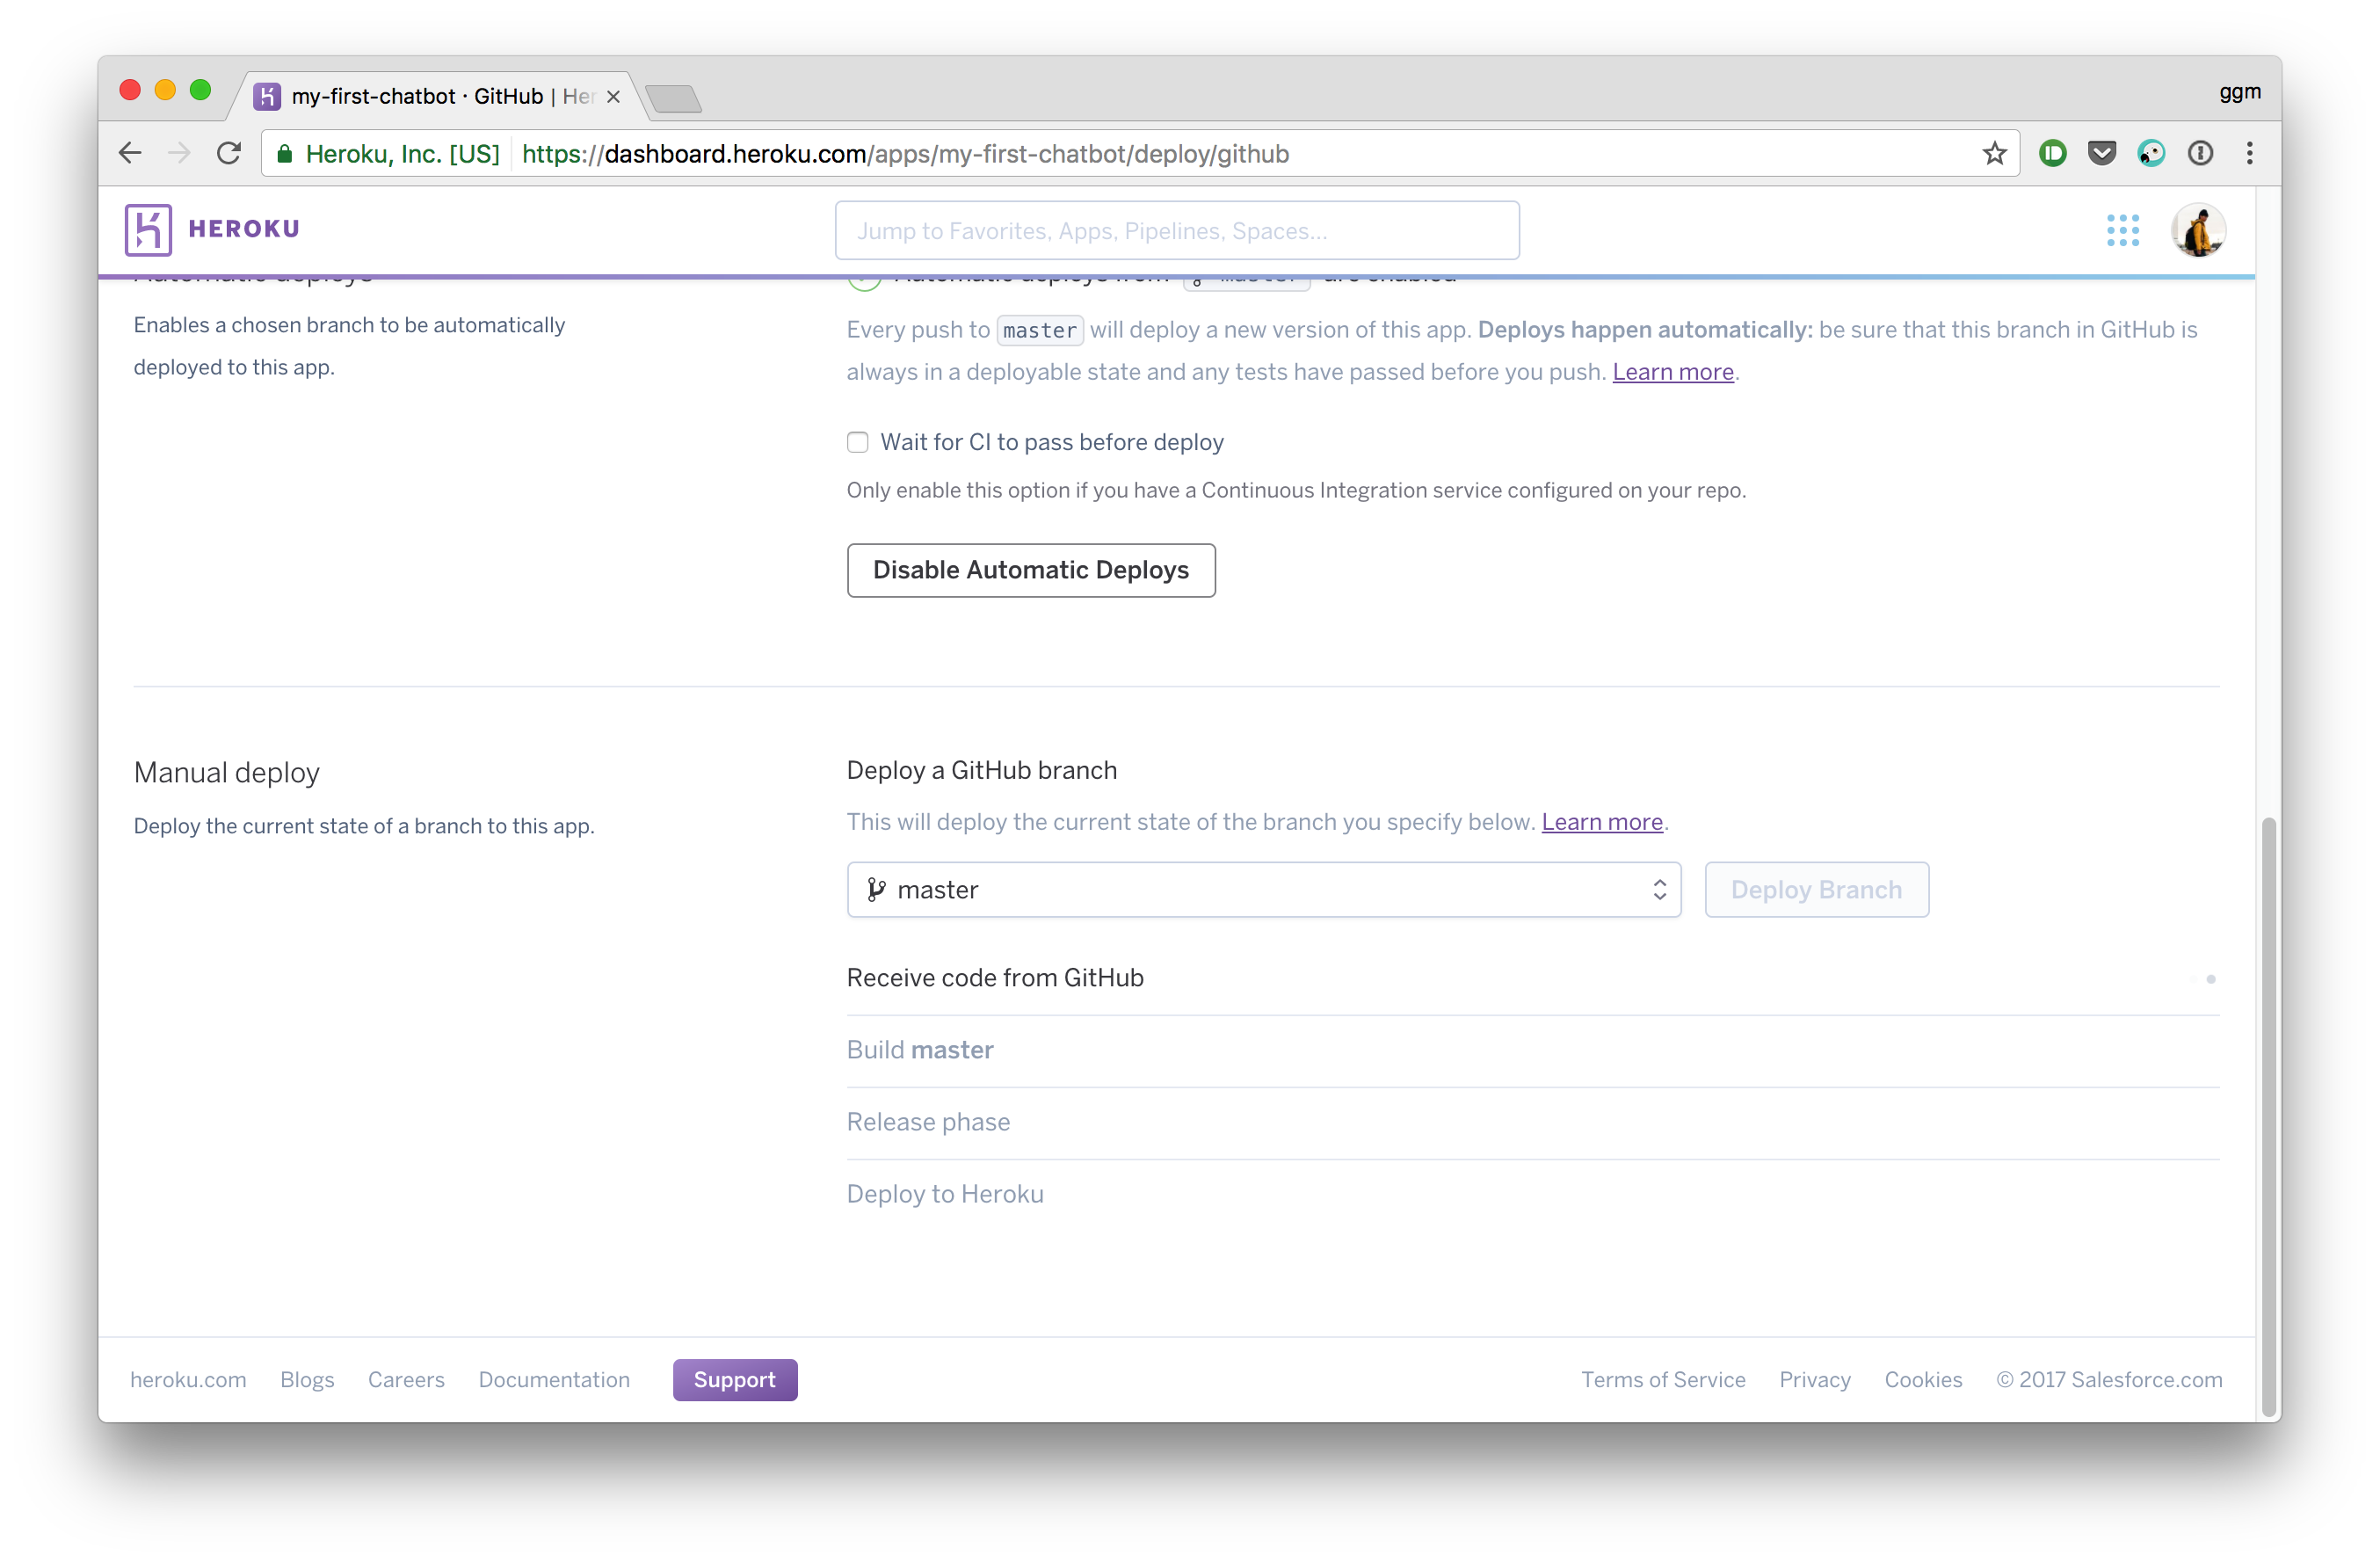 my-first-chatbot · GitHub | Her
ggm
Heroku, Inc. [US] https://dashboard.heroku.com/apps/my-first-chatbot/deploy/github
HEROKU
Jump to Favorites, Apps, Pipelines, Spaces...
Automatic deploys
Automatic deploys from master are enabled
Enables a chosen branch to be automatically
deployed to this app.
Every push to master will deploy a new version of this app. Deploys happen automatically: be sure that this branch in GitHub is
always in a deployable state and any tests have passed before you push. Learn more.
Wait for CI to pass before deploy
Only enable this option if you have a Continuous Integration service configured on your repo.
Disable Automatic Deploys
Manual deploy
Deploy the current state of a branch to this app.
Deploy a GitHub branch
This will deploy the current state of the branch you specify below. Learn more.
master
Deploy Branch
Receive code from GitHub
Build master
Release phase
Deploy to Heroku
heroku.com Blogs Careers Documentation Support Terms of Service Privacy Cookies © 2017 Salesforce.com